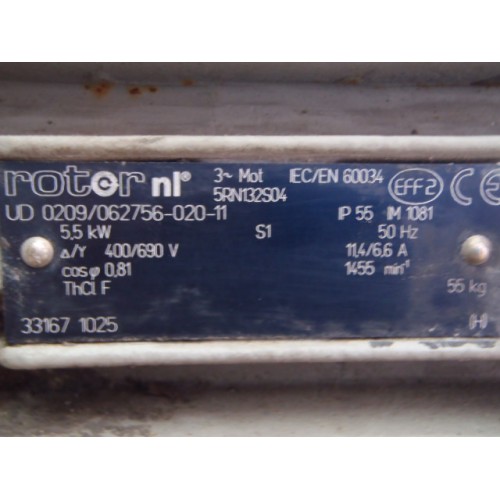 rotor nl® 3~ Mot IEC/EN 60034 EFF2 CE
5RN132S04
UD 0209/062756-020-11 IP 55 IM 1081
5,5 kW S1 50 Hz
Δ/Y 400/690 V 11,4/6,6 A
cosφ 0,81 1455 min⁻¹
ThCl F 55 kg
33167 1025 (H)